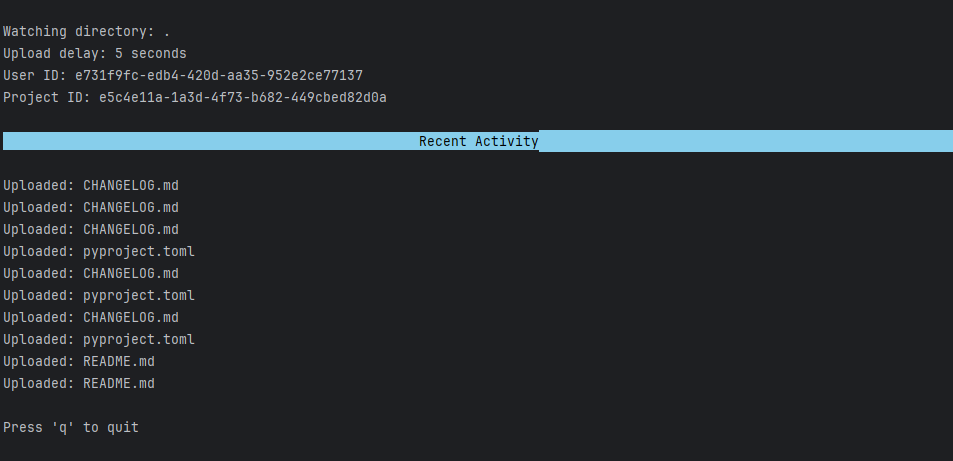 Watching directory: .
Upload delay: 5 seconds
User ID: e731f9fc-edb4-420d-aa35-952e2ce77137
Project ID: e5c4e11a-1a3d-4f73-b682-449cbed82d0a
Recent Activity
Uploaded: CHANGELOG.md
Uploaded: CHANGELOG.md
Uploaded: CHANGELOG.md
Uploaded: pyproject.toml
Uploaded: CHANGELOG.md
Uploaded: pyproject.toml
Uploaded: CHANGELOG.md
Uploaded: pyproject.toml
Uploaded: README.md
Uploaded: README.md
Press 'q' to quit